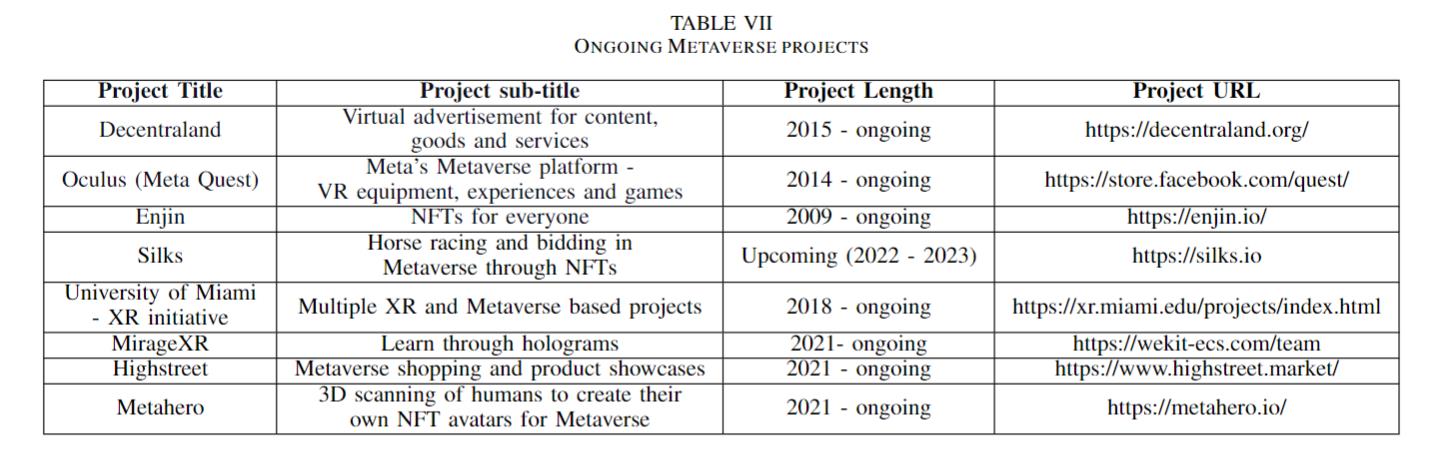 TABLE VII
ONGOING METAVERSE PROJECTS
Project Title Project sub-title Project Length Project URL
Decentraland Virtual advertisement for content,
goods and services 2015 - ongoing https://decentraland.org/
Oculus (Meta Quest) Meta's Metaverse platform -
VR equipment, experiences and games 2014 - ongoing https://store.facebook.com/quest/
Enjin NFTs for everyone 2009 - ongoing https://enjin.io/
Silks Horse racing and bidding in
Metaverse through NFTs Upcoming (2022 - 2023) https://silks.io
University of Miami
- XR initiative Multiple XR and Metaverse based projects 2018 - ongoing https://xr.miami.edu/projects/index.html
MirageXR Learn through holograms 2021- ongoing https://wekit-ecs.com/team
Highstreet Metaverse shopping and product showcases 2021 - ongoing https://www.highstreet.market/
Metahero 3D scanning of humans to create their
own NFT avatars for Metaverse 2021 - ongoing https://metahero.io/